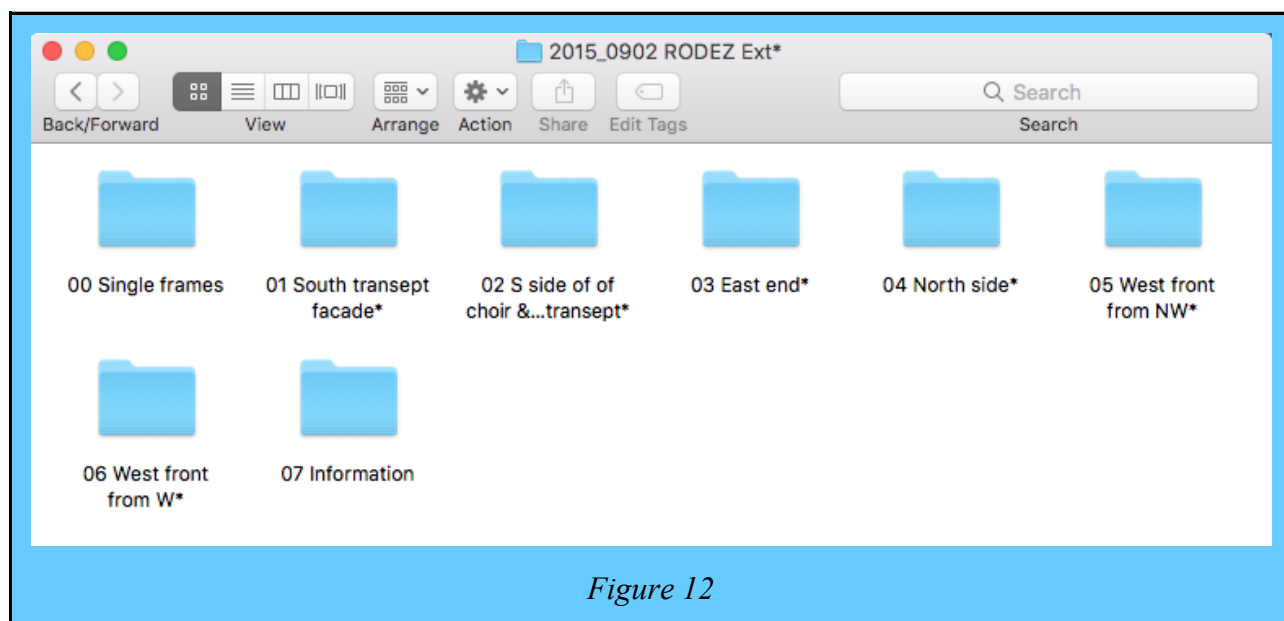 2015_0902 RODEZ Ext*
Back/Forward View Arrange Action Share Edit Tags Search
Search
00 Single frames
01 South transept
facade*
02 S side of of
choir &...transept*
03 East end*
04 North side*
05 West front
from NW*
06 West front
from W*
07 Information
Figure 12